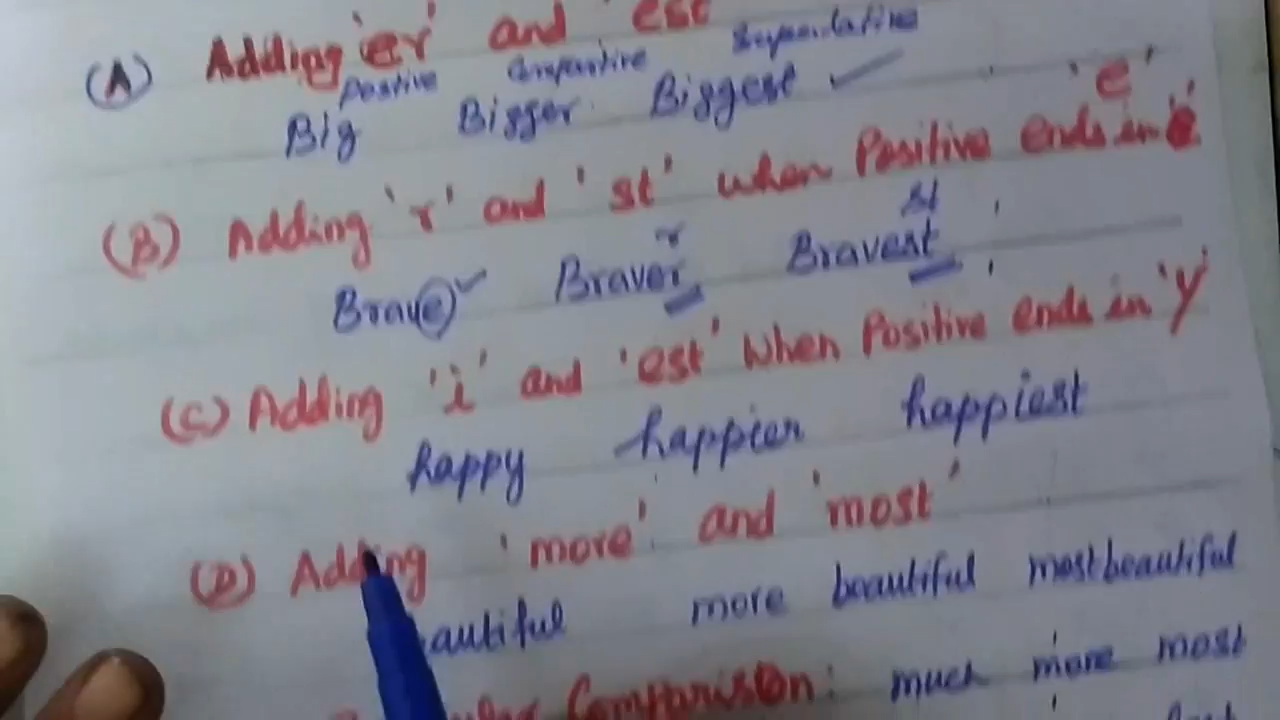 (A) Adding 'er' and 'est
Positive Comparative Superlative
Big Bigger Biggest ✓
'e'
(B) Adding 'r' and 'st' when Positive ends in 'e'
r st
Brave ✓ Braver Bravest
(C) Adding 'i' and 'est' When Positive ends in 'y'
happy happier happiest
(D) Adding 'more' and 'most'
autiful more beautiful most beautiful
Comparision: much more most